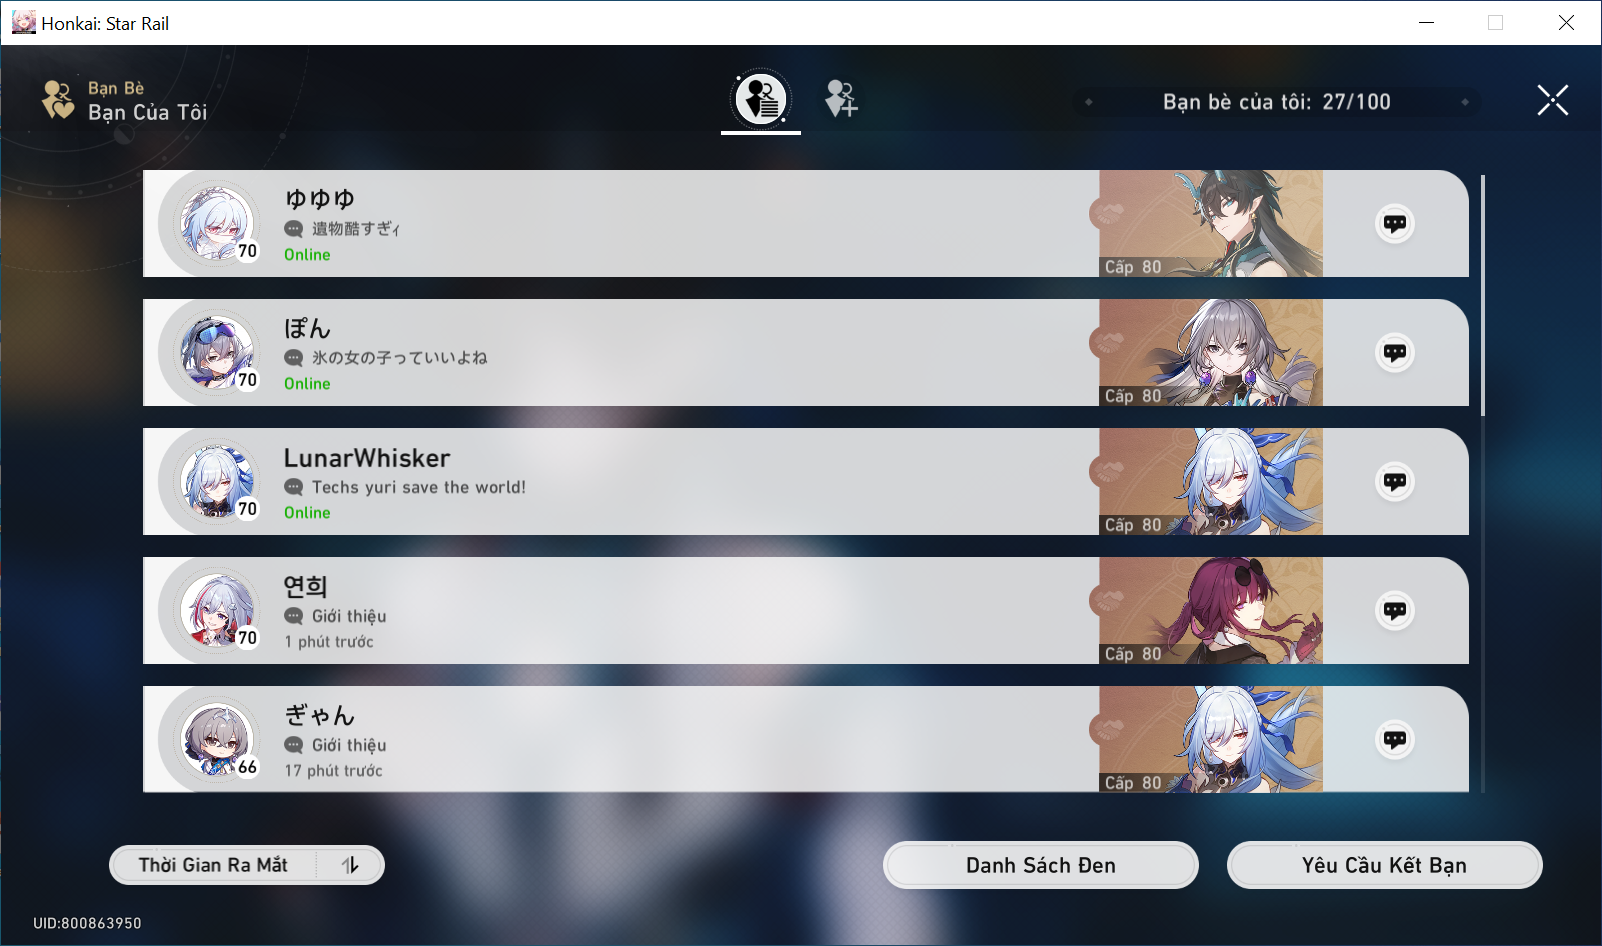 Honkai: Star Rail
Bạn Bè
Bạn Của Tôi
Bạn bè của tôi: 27/100
ゆゆゆ
遺物酷すぎィ
Online
70
Cấp 80
ぽん
氷の女の子っていいよね
Online
70
Cấp 80
LunarWhisker
Techs yuri save the world!
Online
70
Cấp 80
연희
Giới thiệu
1 phút trước
70
Cấp 80
ぎゃん
Giới thiệu
17 phút trước
66
Cấp 80
Thời Gian Ra Mắt
Danh Sách Đen
Yêu Cầu Kết Bạn
UID:800863950